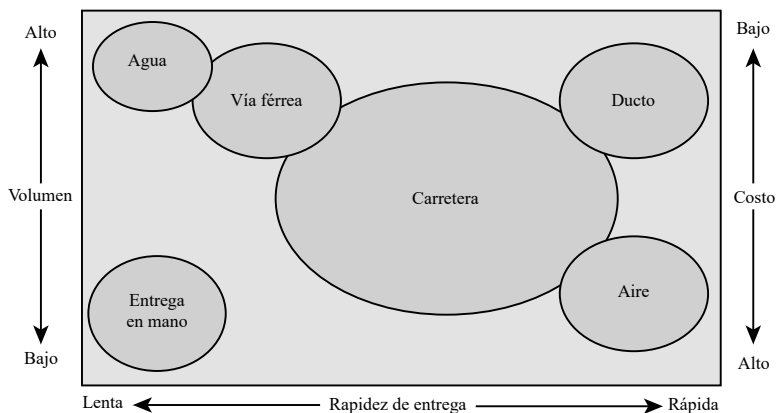 Alto
Bajo
Agua
Vía férrea
Ducto
Volumen
Carretera
Costo
Entrega
en mano
Aire
Bajo
Alto
Lenta
Rapidez de entrega
Rápida